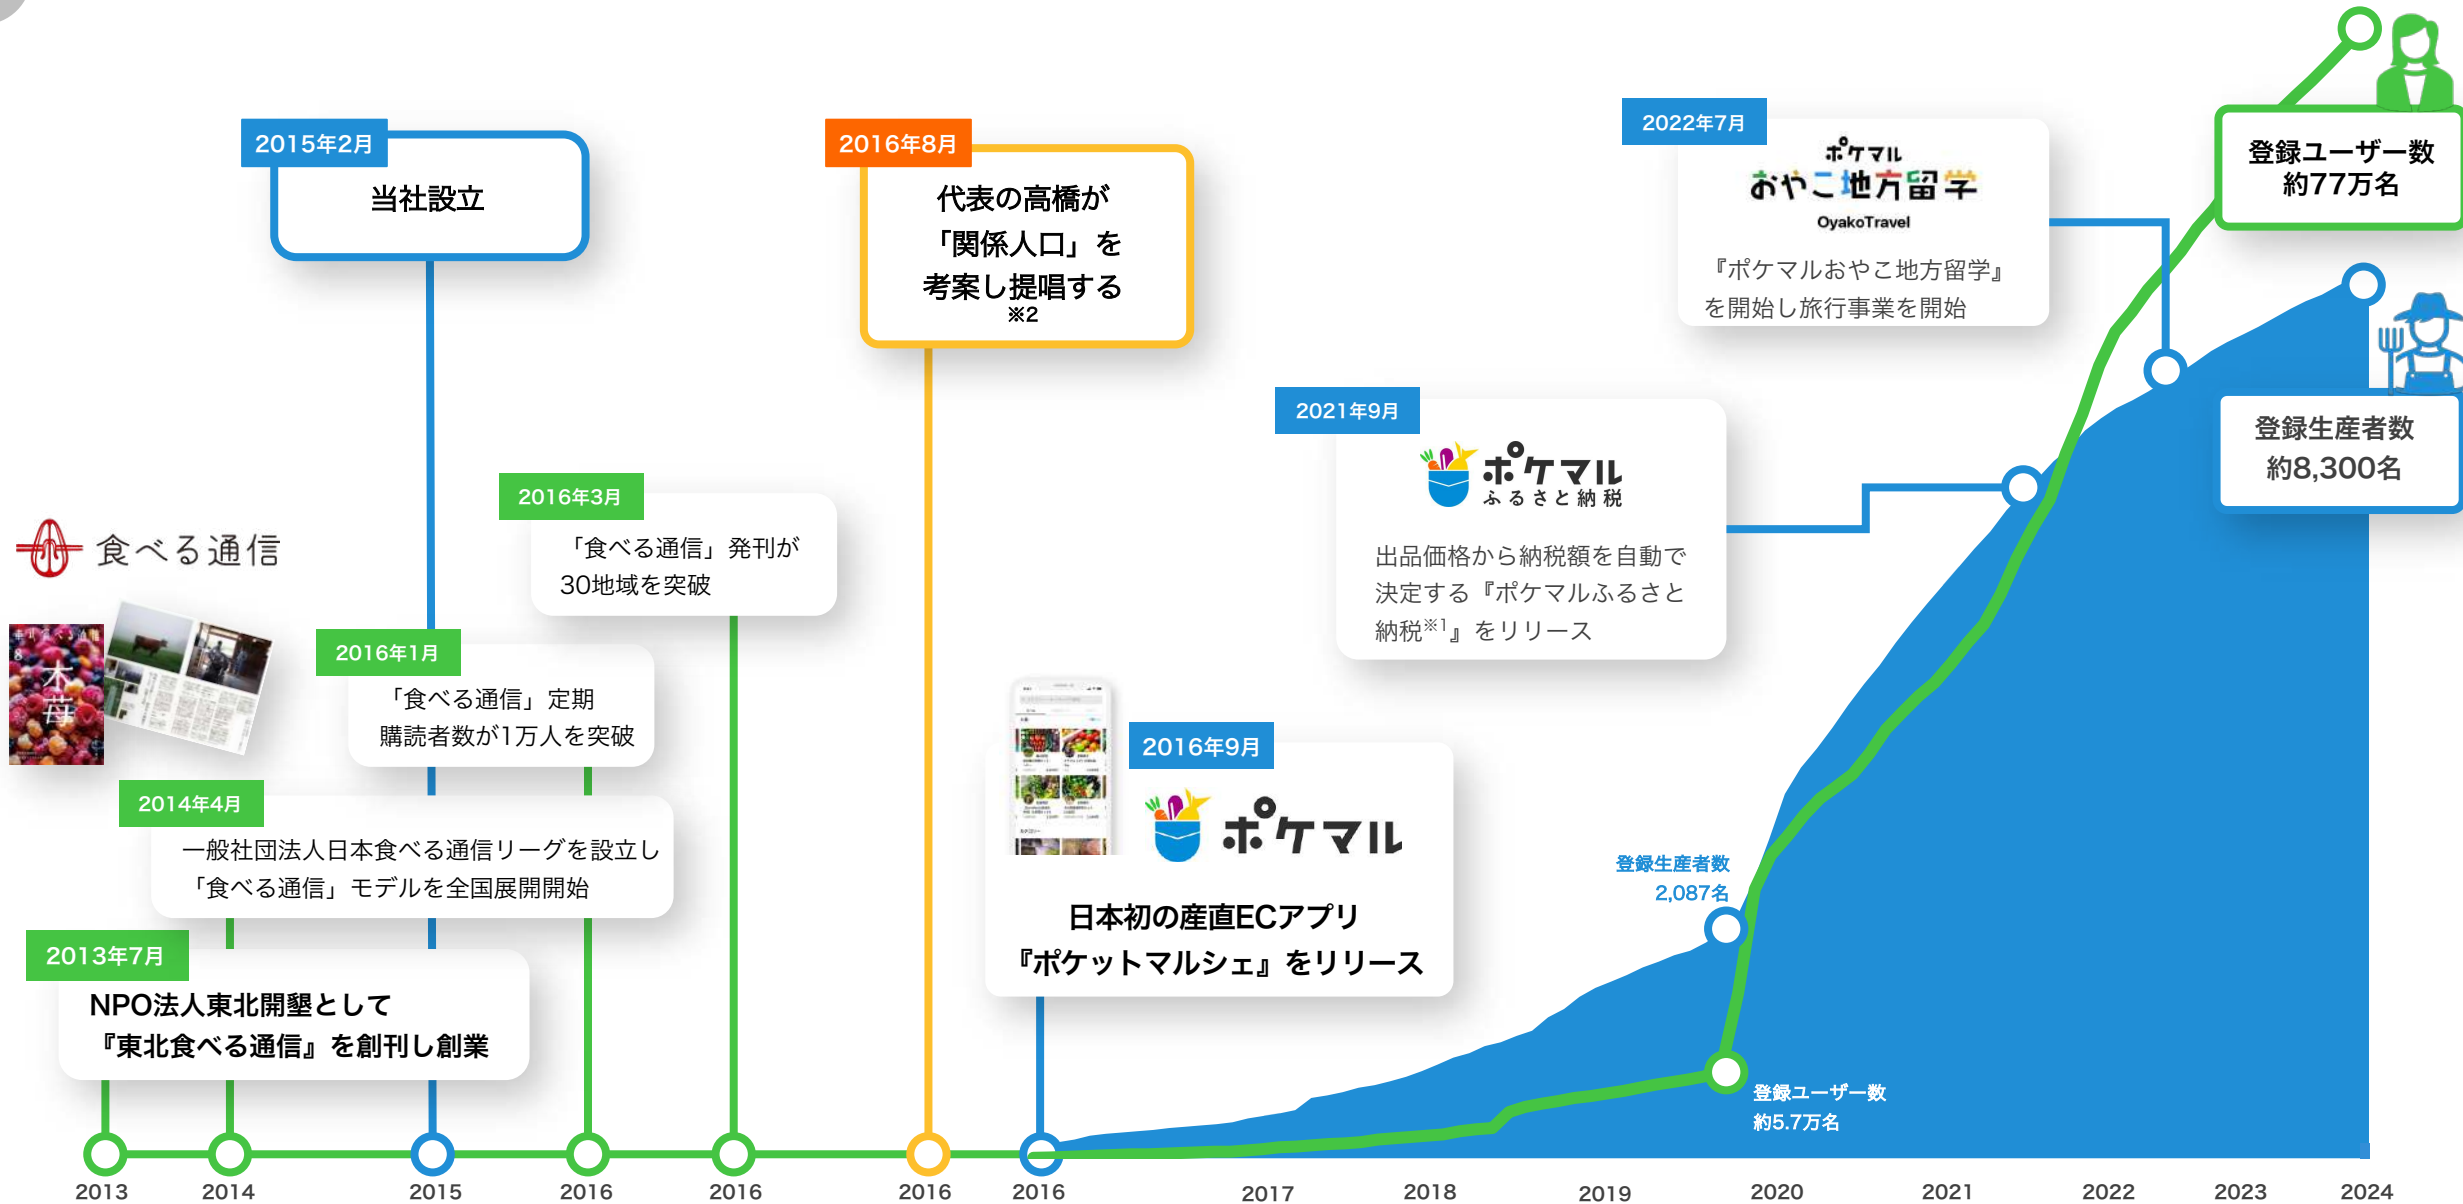 食べる通信
木苺
2013年7月
NPO法人東北開墾として
『東北食べる通信』を創刊し創業
2014年4月
一般社団法人日本食べる通信リーグを設立し
「食べる通信」モデルを全国展開開始
2015年2月
当社設立
2016年1月
「食べる通信」定期
購読者数が1万人を突破
2016年3月
「食べる通信」発刊が
30地域を突破
2016年8月
代表の高橋が
「関係人口」を
考案し提唱する
※2
2016年9月
ポケマル
日本初の産直ECアプリ
『ポケットマルシェ』をリリース
2021年9月
ポケマル
ふるさと納税
出品価格から納税額を自動で
決定する『ポケマルふるさと
納税※1』をリリース
2022年7月
ポケマル
おやこ地方留学
OyakoTravel
『ポケマルおやこ地方留学』
を開始し旅行事業を開始
登録ユーザー数
約77万名
登録生産者数
約8,300名
登録生産者数
2,087名
登録ユーザー数
約5.7万名
2013
2014
2015
2016
2016
2016
2016
2017
2018
2019
2020
2021
2022
2023
2024